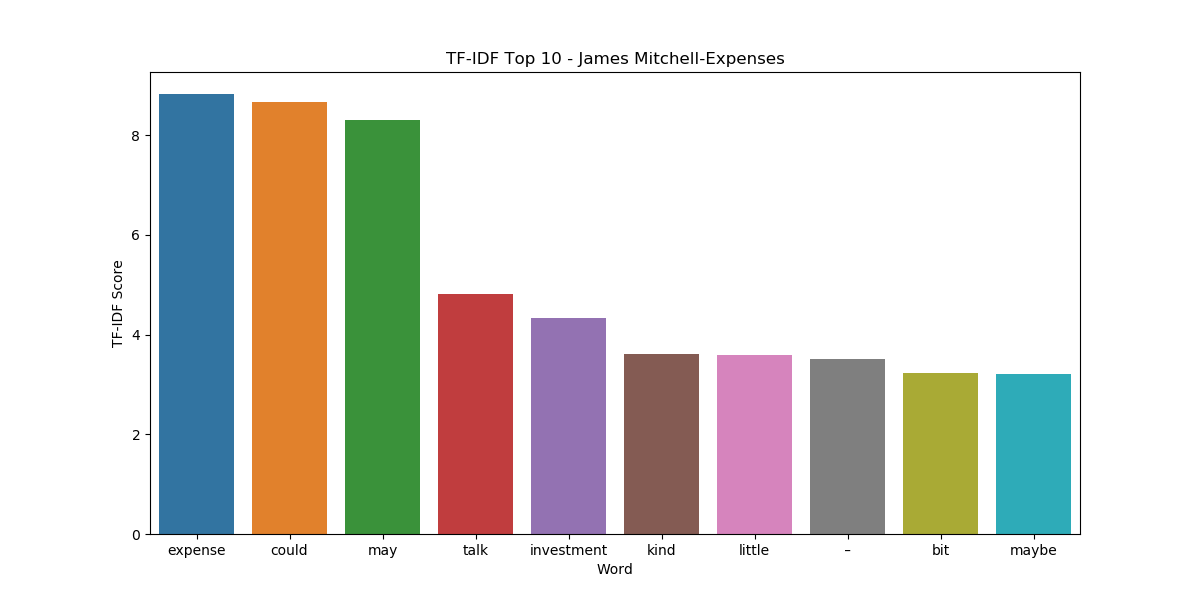 TF-IDF Top 10 - James Mitchell-Expenses
TF-IDF Score
8
6
4
2
0
expense could may talk investment kind little – bit maybe
Word